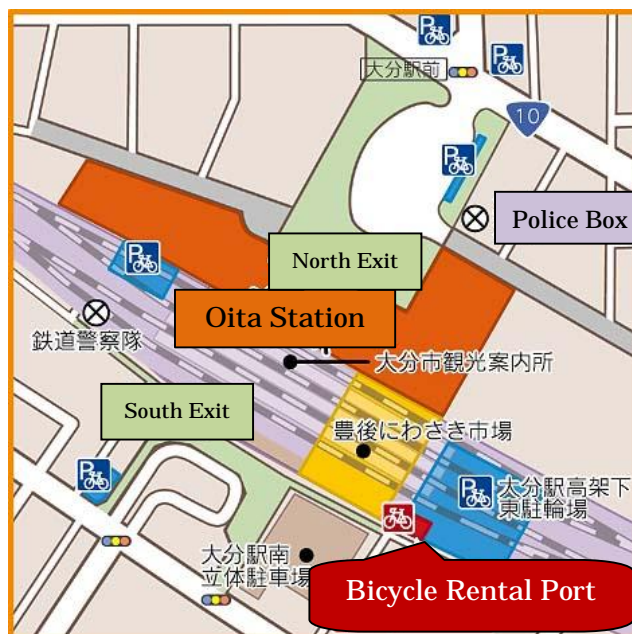 P
大分駅前
P
10
P
Police Box
North Exit
P
Oita Station
鉄道警察隊
大分市観光案内所
South Exit
豊後にわさき市場
P
P
大分駅高架下
東駐輪場
大分駅南
立体駐車場
Bicycle Rental Port